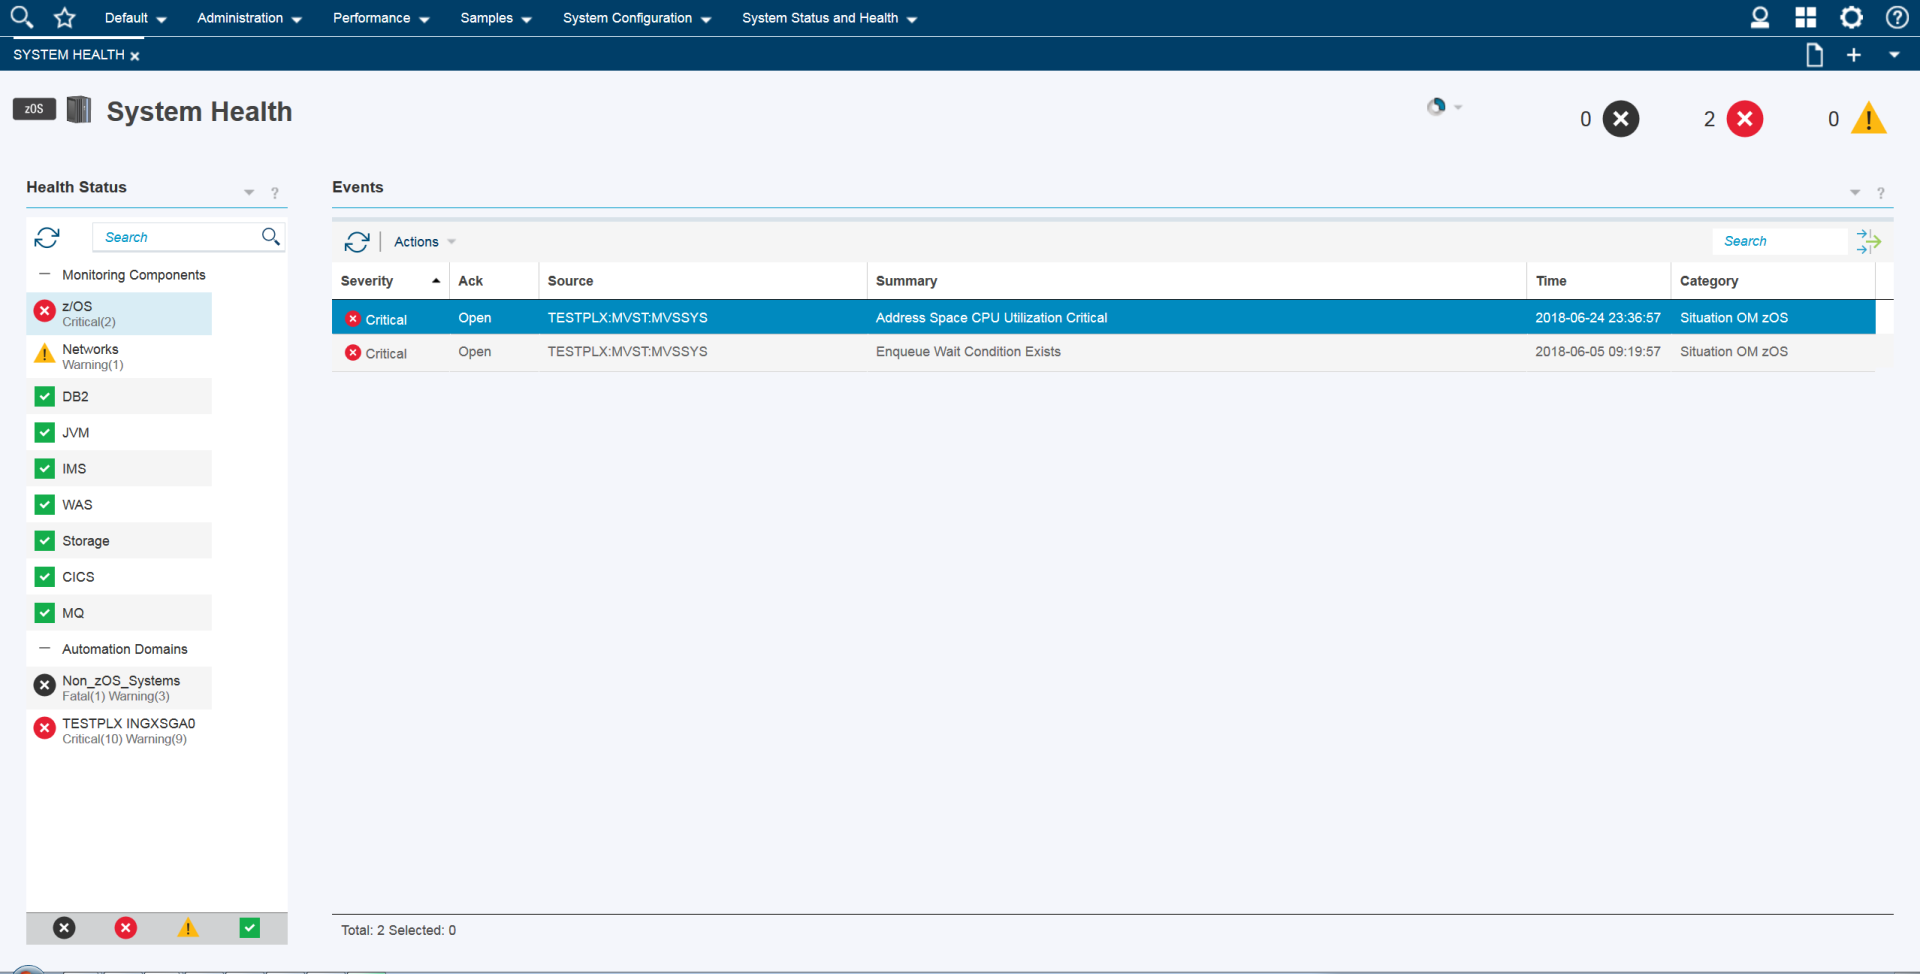 Default Administration Performance Samples System Configuration System Status and Health
SYSTEM HEALTH
zOS System Health
0 2 0
Health Status
Search
Monitoring Components
z/OS
Critical(2)
Networks
Warning(1)
DB2
JVM
IMS
WAS
Storage
CICS
MQ
Automation Domains
Non_zOS_Systems
Fatal(1) Warning(3)
TESTPLX INGXSGA0
Critical(10) Warning(9)
Events
Actions Search
Severity Ack Source Summary Time Category
Critical Open TESTPLX:MVST:MVSSYS Address Space CPU Utilization Critical 2018-06-24 23:36:57 Situation OM zOS
Critical Open TESTPLX:MVST:MVSSYS Enqueue Wait Condition Exists 2018-06-05 09:19:57 Situation OM zOS
Total: 2 Selected: 0